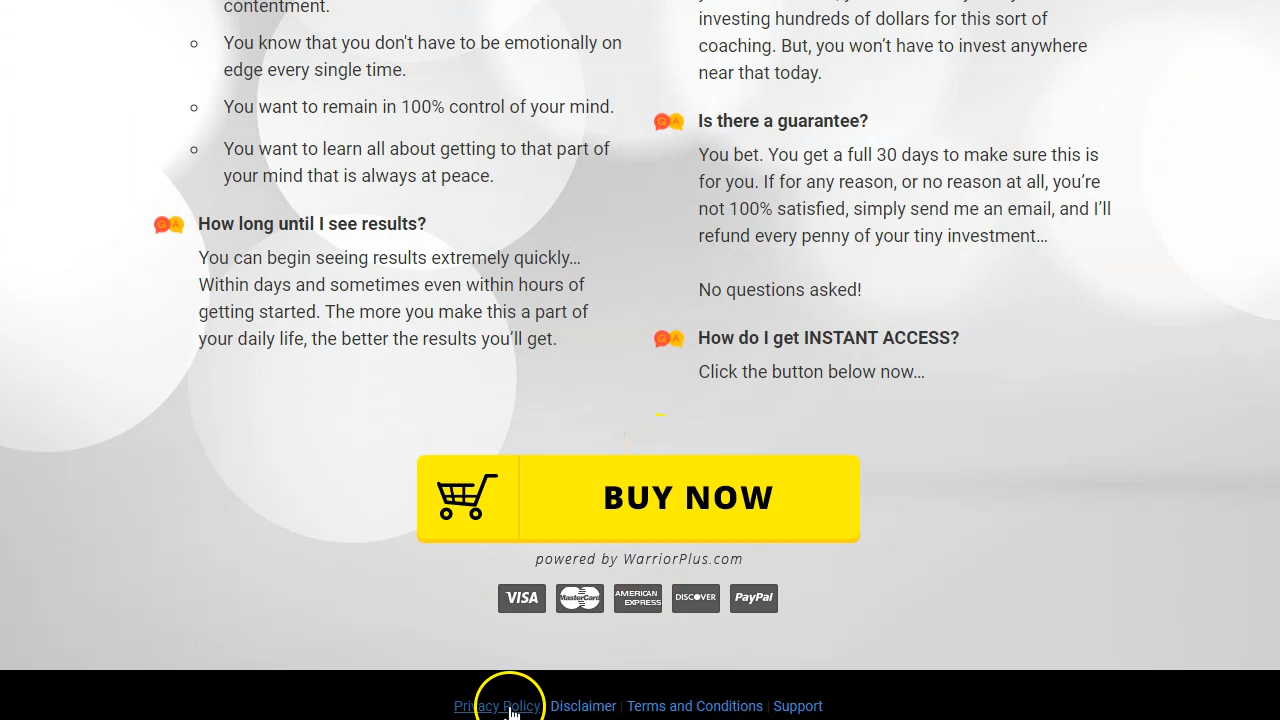 contentment.
You know that you don't have to be emotionally on
edge every single time.
You want to remain in 100% control of your mind.
You want to learn all about getting to that part of
your mind that is always at peace.
Q A How long until I see results?
You can begin seeing results extremely quickly…
Within days and sometimes even within hours of
getting started. The more you make this a part of
your daily life, the better the results you’ll get.
investing hundreds of dollars for this sort of
coaching. But, you won’t have to invest anywhere
near that today.
Q A Is there a guarantee?
You bet. You get a full 30 days to make sure this is
for you. If for any reason, or no reason at all, you’re
not 100% satisfied, simply send me an email, and I’ll
refund every penny of your tiny investment…
No questions asked!
Q A How do I get INSTANT ACCESS?
Click the button below now…
BUY NOW
powered by WarriorPlus.com
VISA MasterCard AMERICAN EXPRESS DISCOVER PayPal
Privacy Policy | Disclaimer | Terms and Conditions | Support